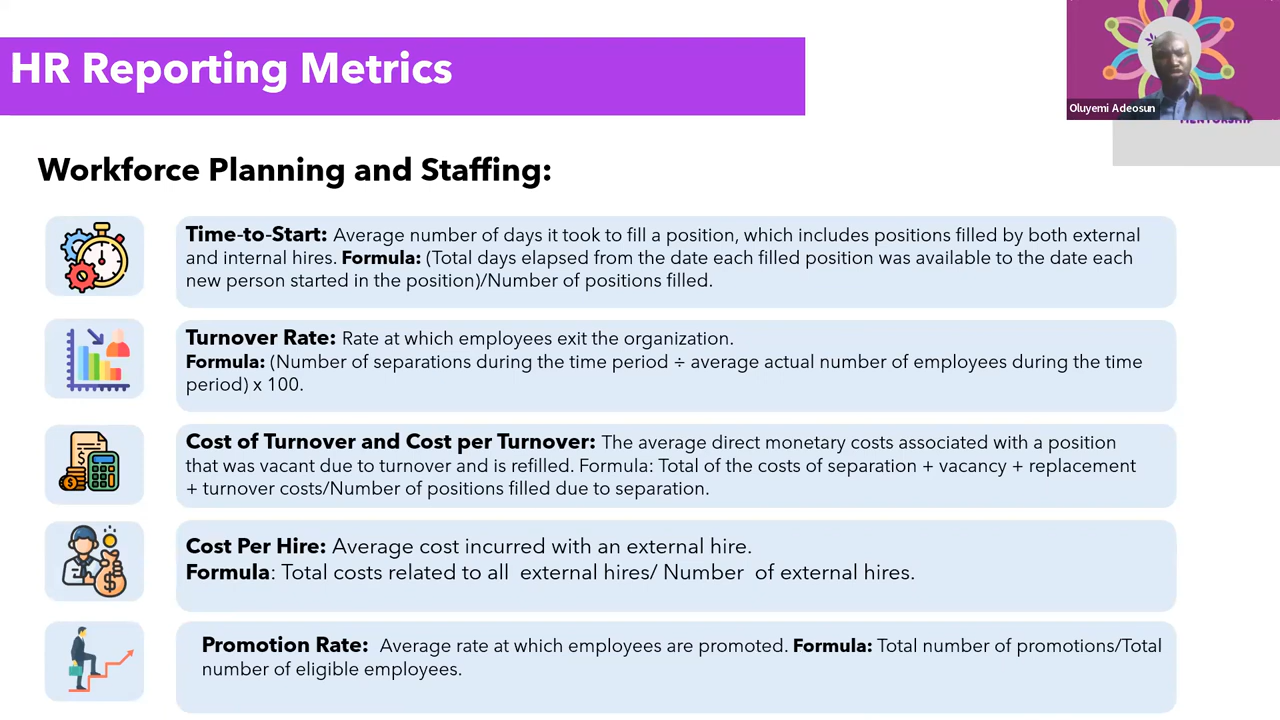 HR Reporting Metrics
Oluyemi Adeosun
MENTORSHIP
Workforce Planning and Staffing:
Time-to-Start: Average number of days it took to fill a position, which includes positions filled by both external
and internal hires. Formula: (Total days elapsed from the date each filled position was available to the date each
new person started in the position)/Number of positions filled.
Turnover Rate: Rate at which employees exit the organization.
Formula: (Number of separations during the time period ÷ average actual number of employees during the time
period) x 100.
Cost of Turnover and Cost per Turnover: The average direct monetary costs associated with a position
that was vacant due to turnover and is refilled. Formula: Total of the costs of separation + vacancy + replacement
+ turnover costs/Number of positions filled due to separation.
Cost Per Hire: Average cost incurred with an external hire.
Formula: Total costs related to all external hires/ Number of external hires.
Promotion Rate: Average rate at which employees are promoted. Formula: Total number of promotions/Total
number of eligible employees.